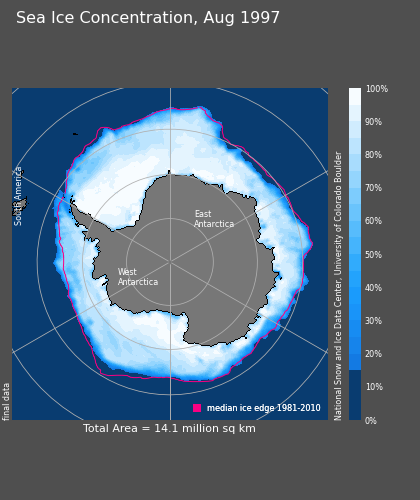 Sea Ice Concentration, Aug 1997
100%
90%
80%
70%
60%
50%
40%
30%
20%
10%
0%
South America
East
Antarctica
West
Antarctica
National Snow and Ice Data Center, University of Colorado Boulder
final data
median ice edge 1981-2010
Total Area = 14.1 million sq km